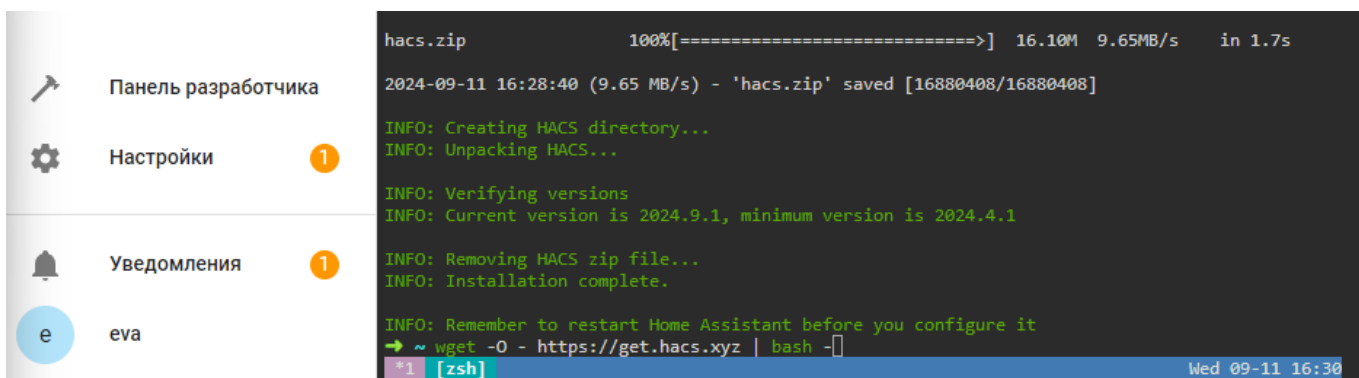 Панель разработчика
Настройки 1
Уведомления 1
e eva
hacs.zip 100%[=============================>] 16.10M 9.65MB/s in 1.7s
2024-09-11 16:28:40 (9.65 MB/s) - 'hacs.zip' saved [16880408/16880408]
INFO: Creating HACS directory...
INFO: Unpacking HACS...
INFO: Verifying versions
INFO: Current version is 2024.9.1, minimum version is 2024.4.1
INFO: Removing HACS zip file...
INFO: Installation complete.
INFO: Remember to restart Home Assistant before you configure it
➜ ~ wget -O - https://get.hacs.xyz | bash -
*1 [zsh] Wed 09-11 16:30